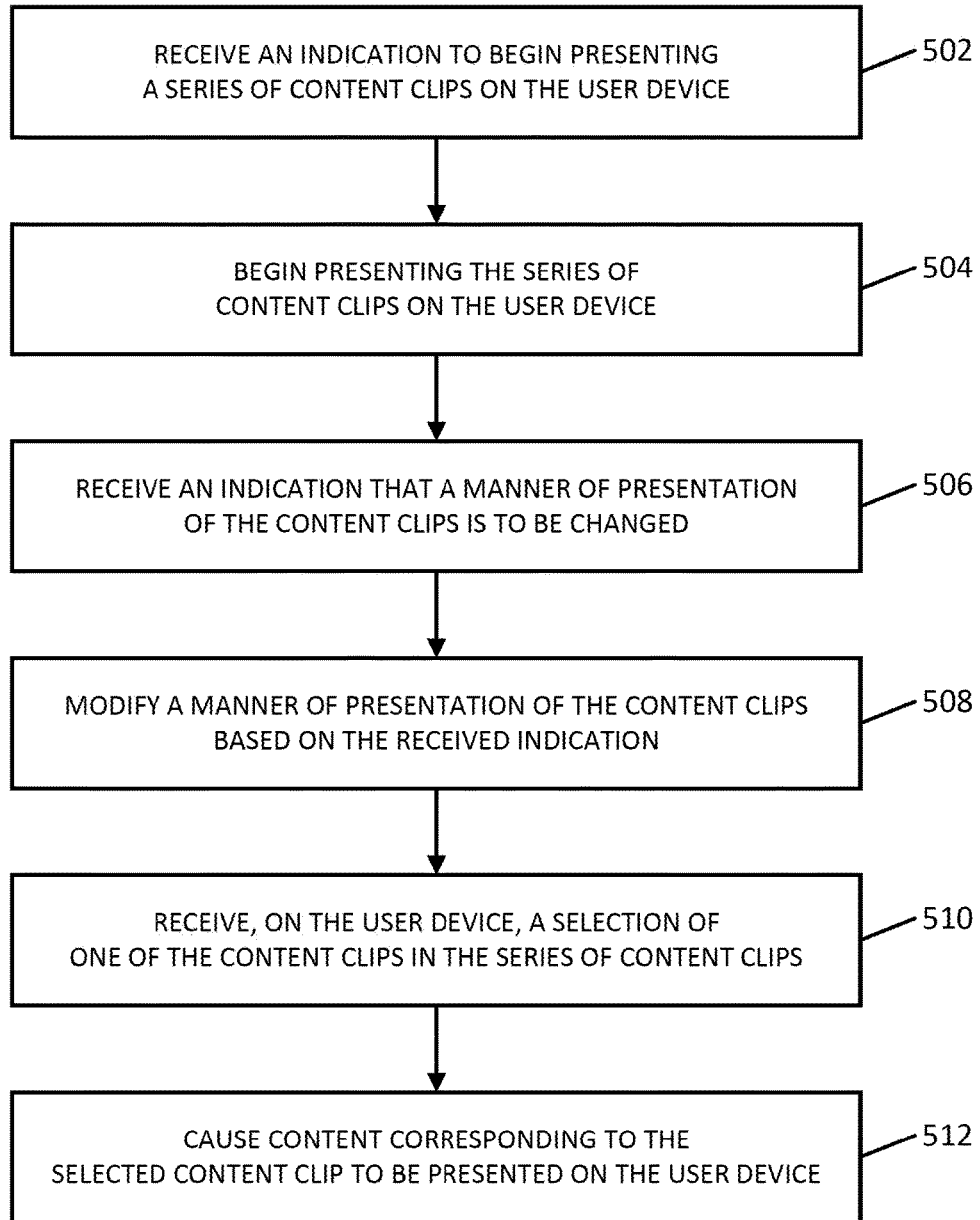 RECEIVE AN INDICATION TO BEGIN PRESENTING
A SERIES OF CONTENT CLIPS ON THE USER DEVICE
502
BEGIN PRESENTING THE SERIES OF
CONTENT CLIPS ON THE USER DEVICE
504
RECEIVE AN INDICATION THAT A MANNER OF PRESENTATION
OF THE CONTENT CLIPS IS TO BE CHANGED
506
MODIFY A MANNER OF PRESENTATION OF THE CONTENT CLIPS
BASED ON THE RECEIVED INDICATION
508
RECEIVE, ON THE USER DEVICE, A SELECTION OF
ONE OF THE CONTENT CLIPS IN THE SERIES OF CONTENT CLIPS
510
CAUSE CONTENT CORRESPONDING TO THE
SELECTED CONTENT CLIP TO BE PRESENTED ON THE USER DEVICE
512